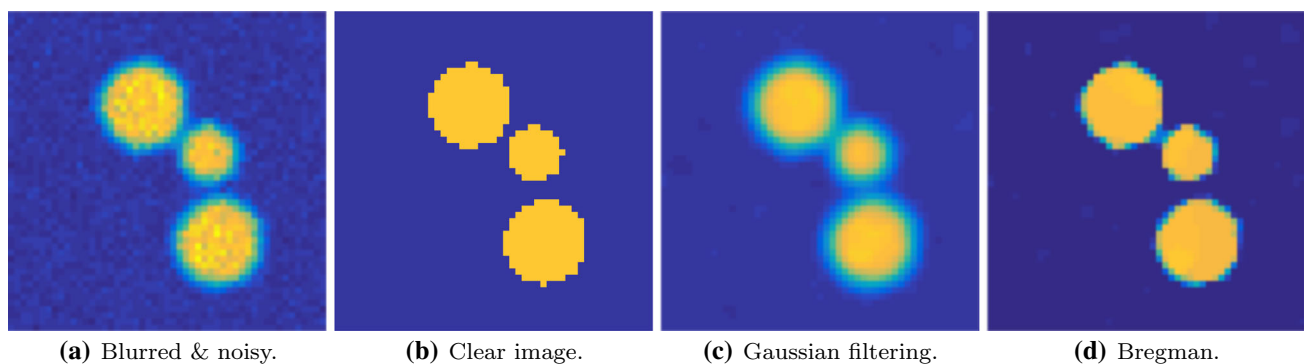 (a) Blurred & noisy.
(b) Clear image.
(c) Gaussian filtering.
(d) Bregman.